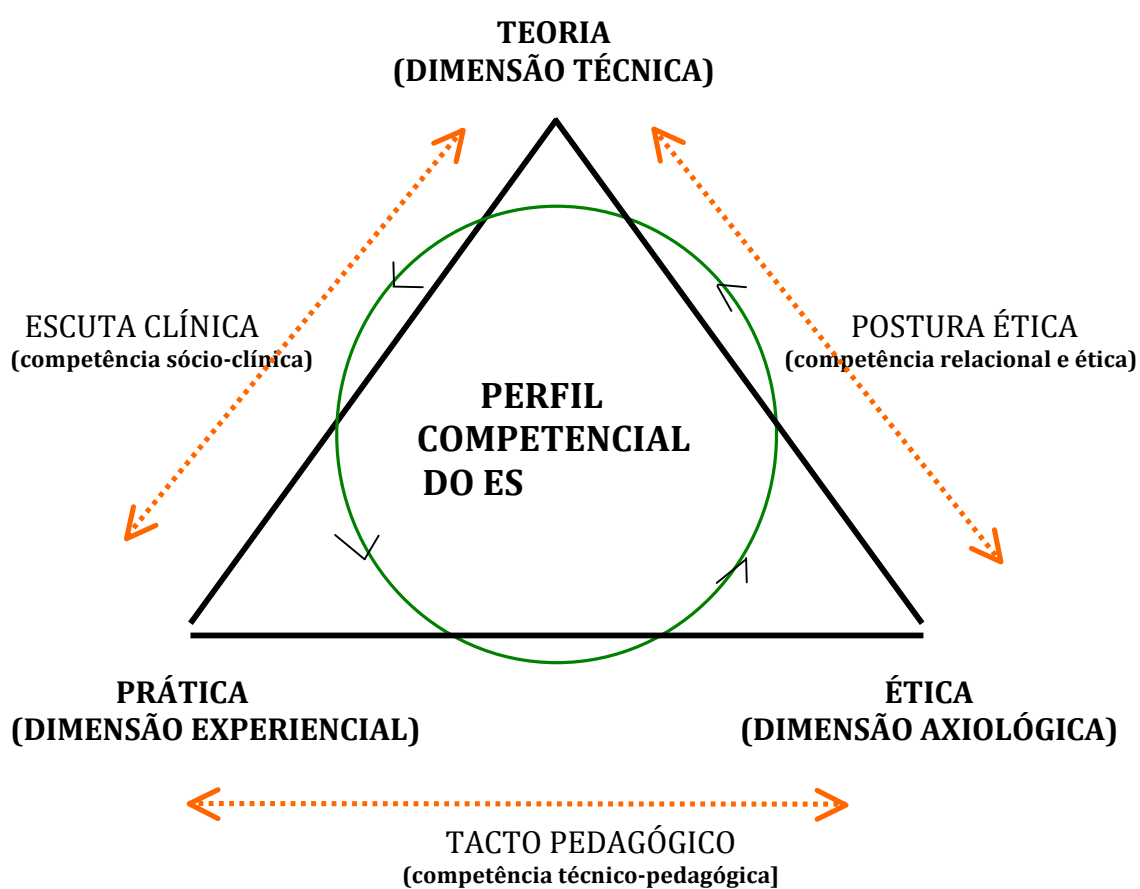 TEORIA
(DIMENSÃO TÉCNICA)
ESCUTA CLÍNICA
(competência sócio-clínica)
POSTURA ÉTICA
(competência relacional e ética)
PERFIL
COMPETENCIAL
DO ES
PRÁTICA
(DIMENSÃO EXPERIENCIAL)
ÉTICA
(DIMENSÃO AXIOLÓGICA)
TACTO PEDAGÓGICO
(competência técnico-pedagógica]